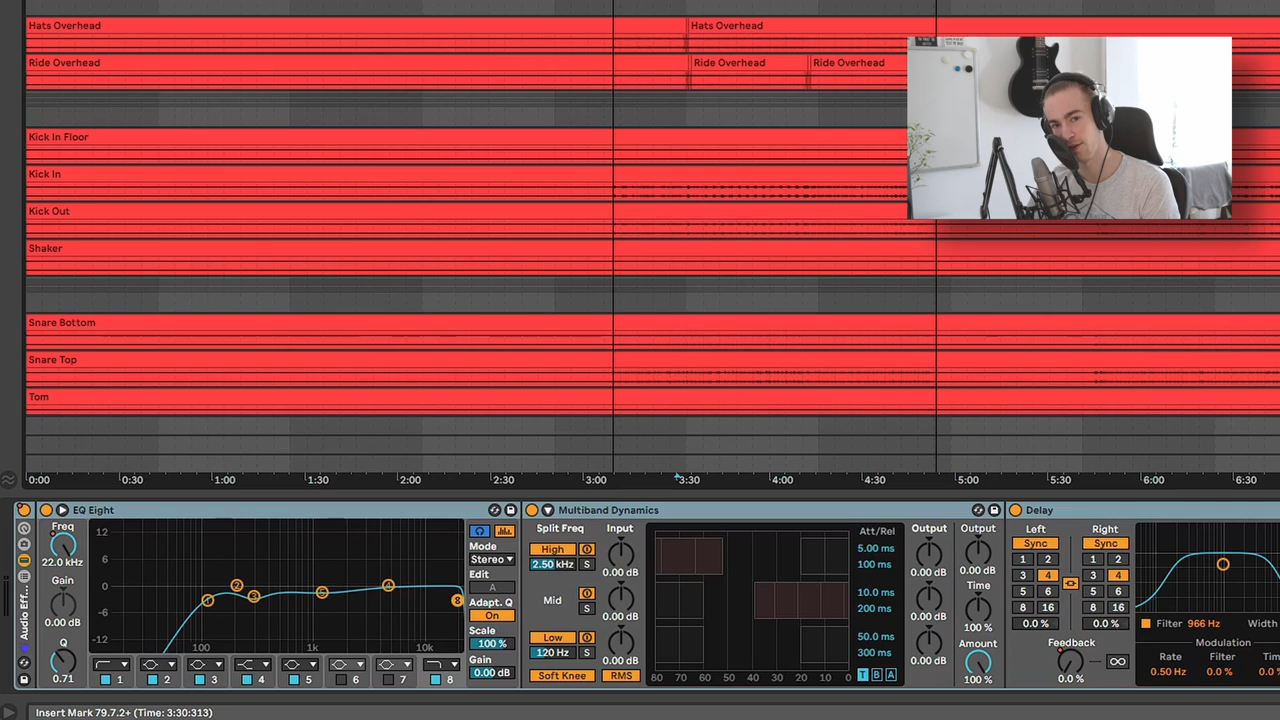 Hats Overhead Hats Overhead
Ride Overhead Ride Overhead Ride Overhead
Kick In Floor
Kick In
Kick Out
Shaker
Snare Bottom
Snare Top
Tom
0:00 0:30 1:00 1:30 2:00 2:30 3:00 3:30 4:00 4:30 5:00 5:30 6:00 6:30
EQ Eight Multiband Dynamics Delay
Freq
22.0 kHz
Gain
0.00 dB
Q
0.71
12
6
0
-6
-12
100 1k 10k
1 2 3 4 5 6 7 8
Mode
Stereo
Edit
A
Adapt. Q
On
Scale
100 %
Gain
0.00 dB
Split Freq Input
High
2.50 kHz S 0.00 dB
Mid
S 0.00 dB
Low
120 Hz S 0.00 dB
Soft Knee RMS
80 70 60 50 40 30 20 10 0
Att/Rel
5.00 ms
100 ms
10.0 ms
200 ms
50.0 ms
300 ms
T B A
Output
0.00 dB
0.00 dB
0.00 dB
Output
0.00 dB
Time
100 %
Amount
100 %
Left Right
Sync Sync
1 2 1 2
3 4 3 4
5 6 5 6
8 16 8 16
0.0 % 0.0 %
Feedback
0.0 %
Filter 966 Hz Width
Modulation
Rate Filter
0.50 Hz 0.0 %
Insert Mark 79.7.2+ (Time: 3:30:313)